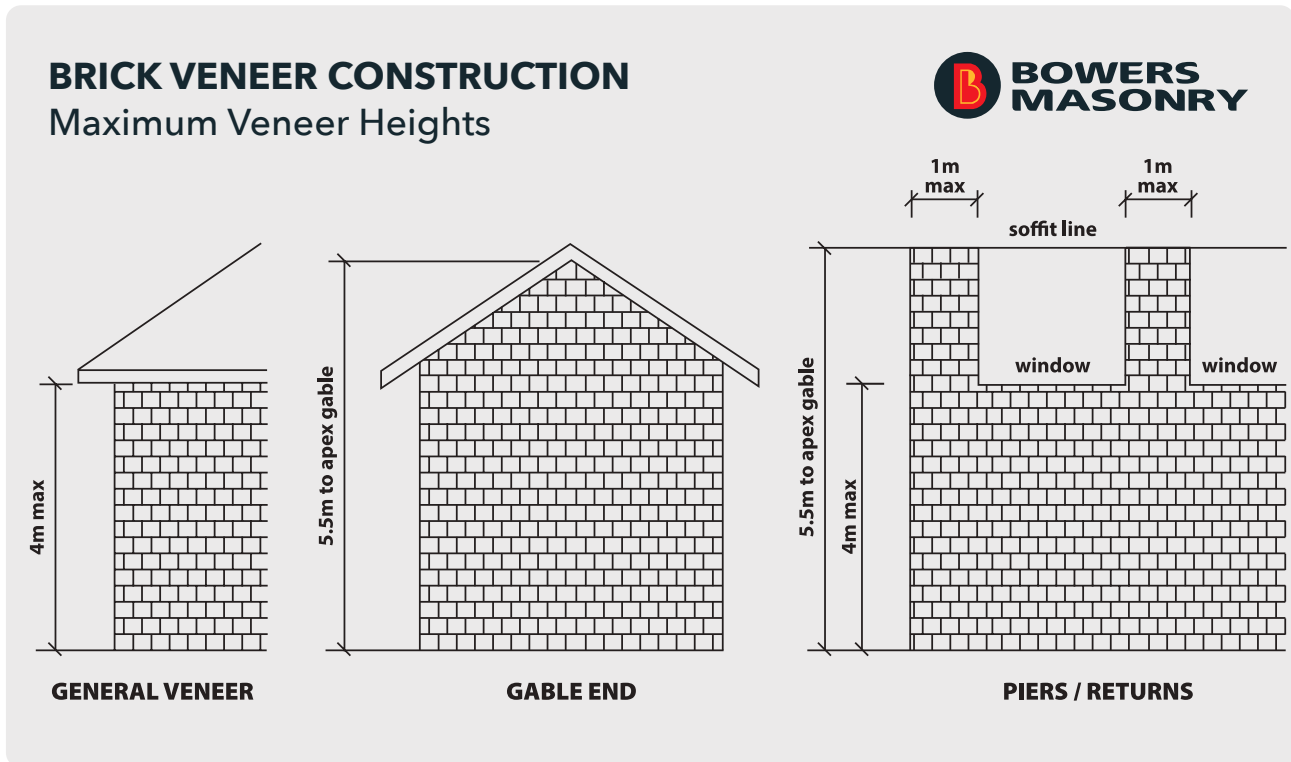 BRICK VENEER CONSTRUCTION
Maximum Veneer Heights
B BOWERS
MASONRY
4m max
GENERAL VENEER
5.5m to apex gable
GABLE END
1m
max
1m
max
soffit line
window
window
5.5m to apex gable
4m max
PIERS / RETURNS